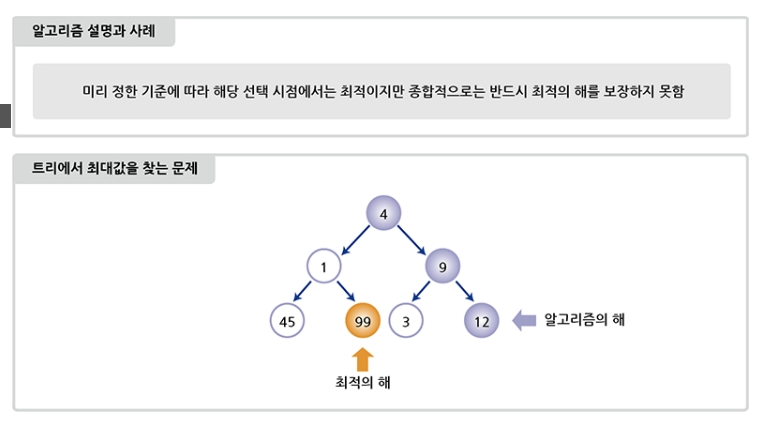 알고리즘 설명과 사례
미리 정한 기준에 따라 해당 선택 시점에서는 최적이지만 종합적으로는 반드시 최적의 해를 보장하지 못함
트리에서 최대값을 찾는 문제
4
1
9
45
99
3
12
알고리즘의 해
최적의 해